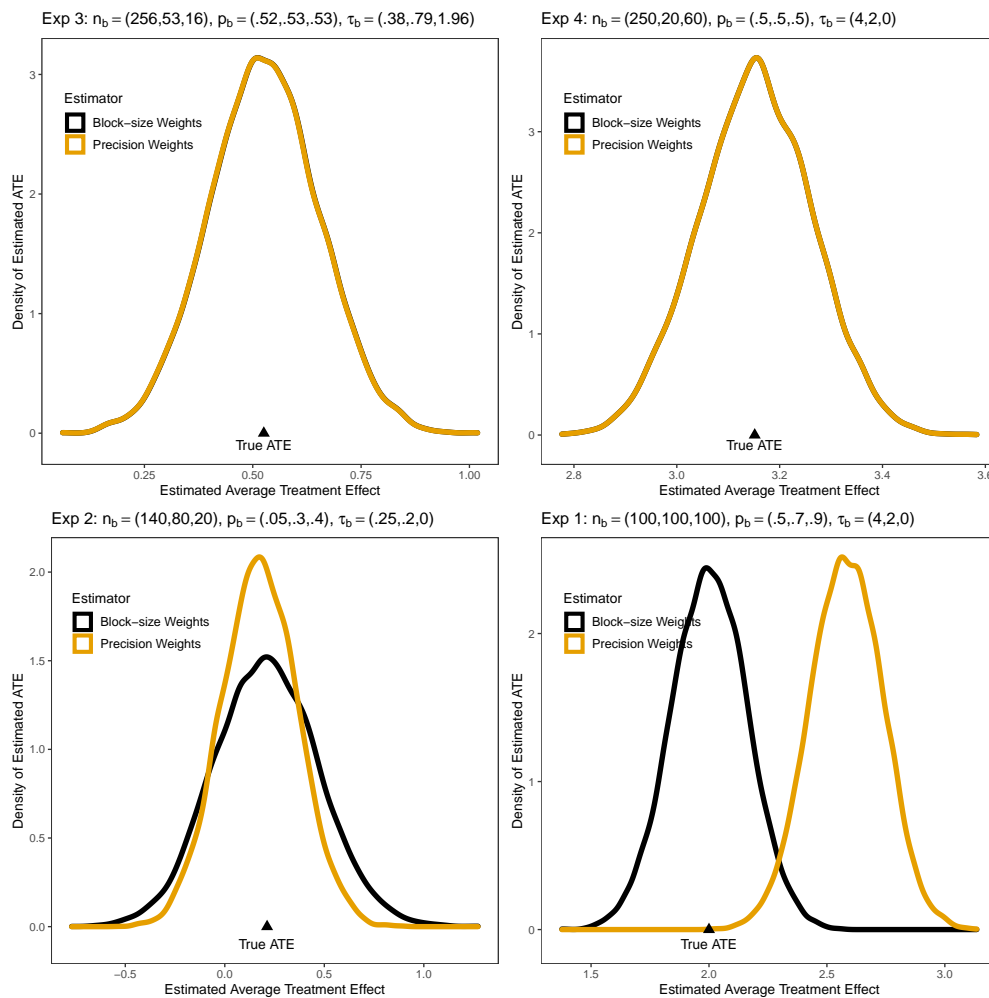 Exp 3: n_b = (256,53,16), p_b = (.52,.53,.53), τ_b = (.38,.79,1.96)
Density of Estimated ATE
3
2
1
0
Estimator
Block−size Weights
Precision Weights
True ATE
0.25 0.50 0.75 1.00
Estimated Average Treatment Effect
Exp 4: n_b = (250,20,60), p_b = (.5,.5,.5), τ_b = (4,2,0)
Density of Estimated ATE
3
2
1
0
Estimator
Block−size Weights
Precision Weights
True ATE
2.8 3.0 3.2 3.4 3.6
Estimated Average Treatment Effect
Exp 2: n_b = (140,80,20), p_b = (.05,.3,.4), τ_b = (.25,.2,0)
Density of Estimated ATE
2.0
1.5
1.0
0.5
0.0
Estimator
Block−size Weights
Precision Weights
True ATE
−0.5 0.0 0.5 1.0
Estimated Average Treatment Effect
Exp 1: n_b = (100,100,100), p_b = (.5,.7,.9), τ_b = (4,2,0)
Density of Estimated ATE
2
1
0
Estimator
Block−size Weights
Precision Weights
True ATE
1.5 2.0 2.5 3.0
Estimated Average Treatment Effect